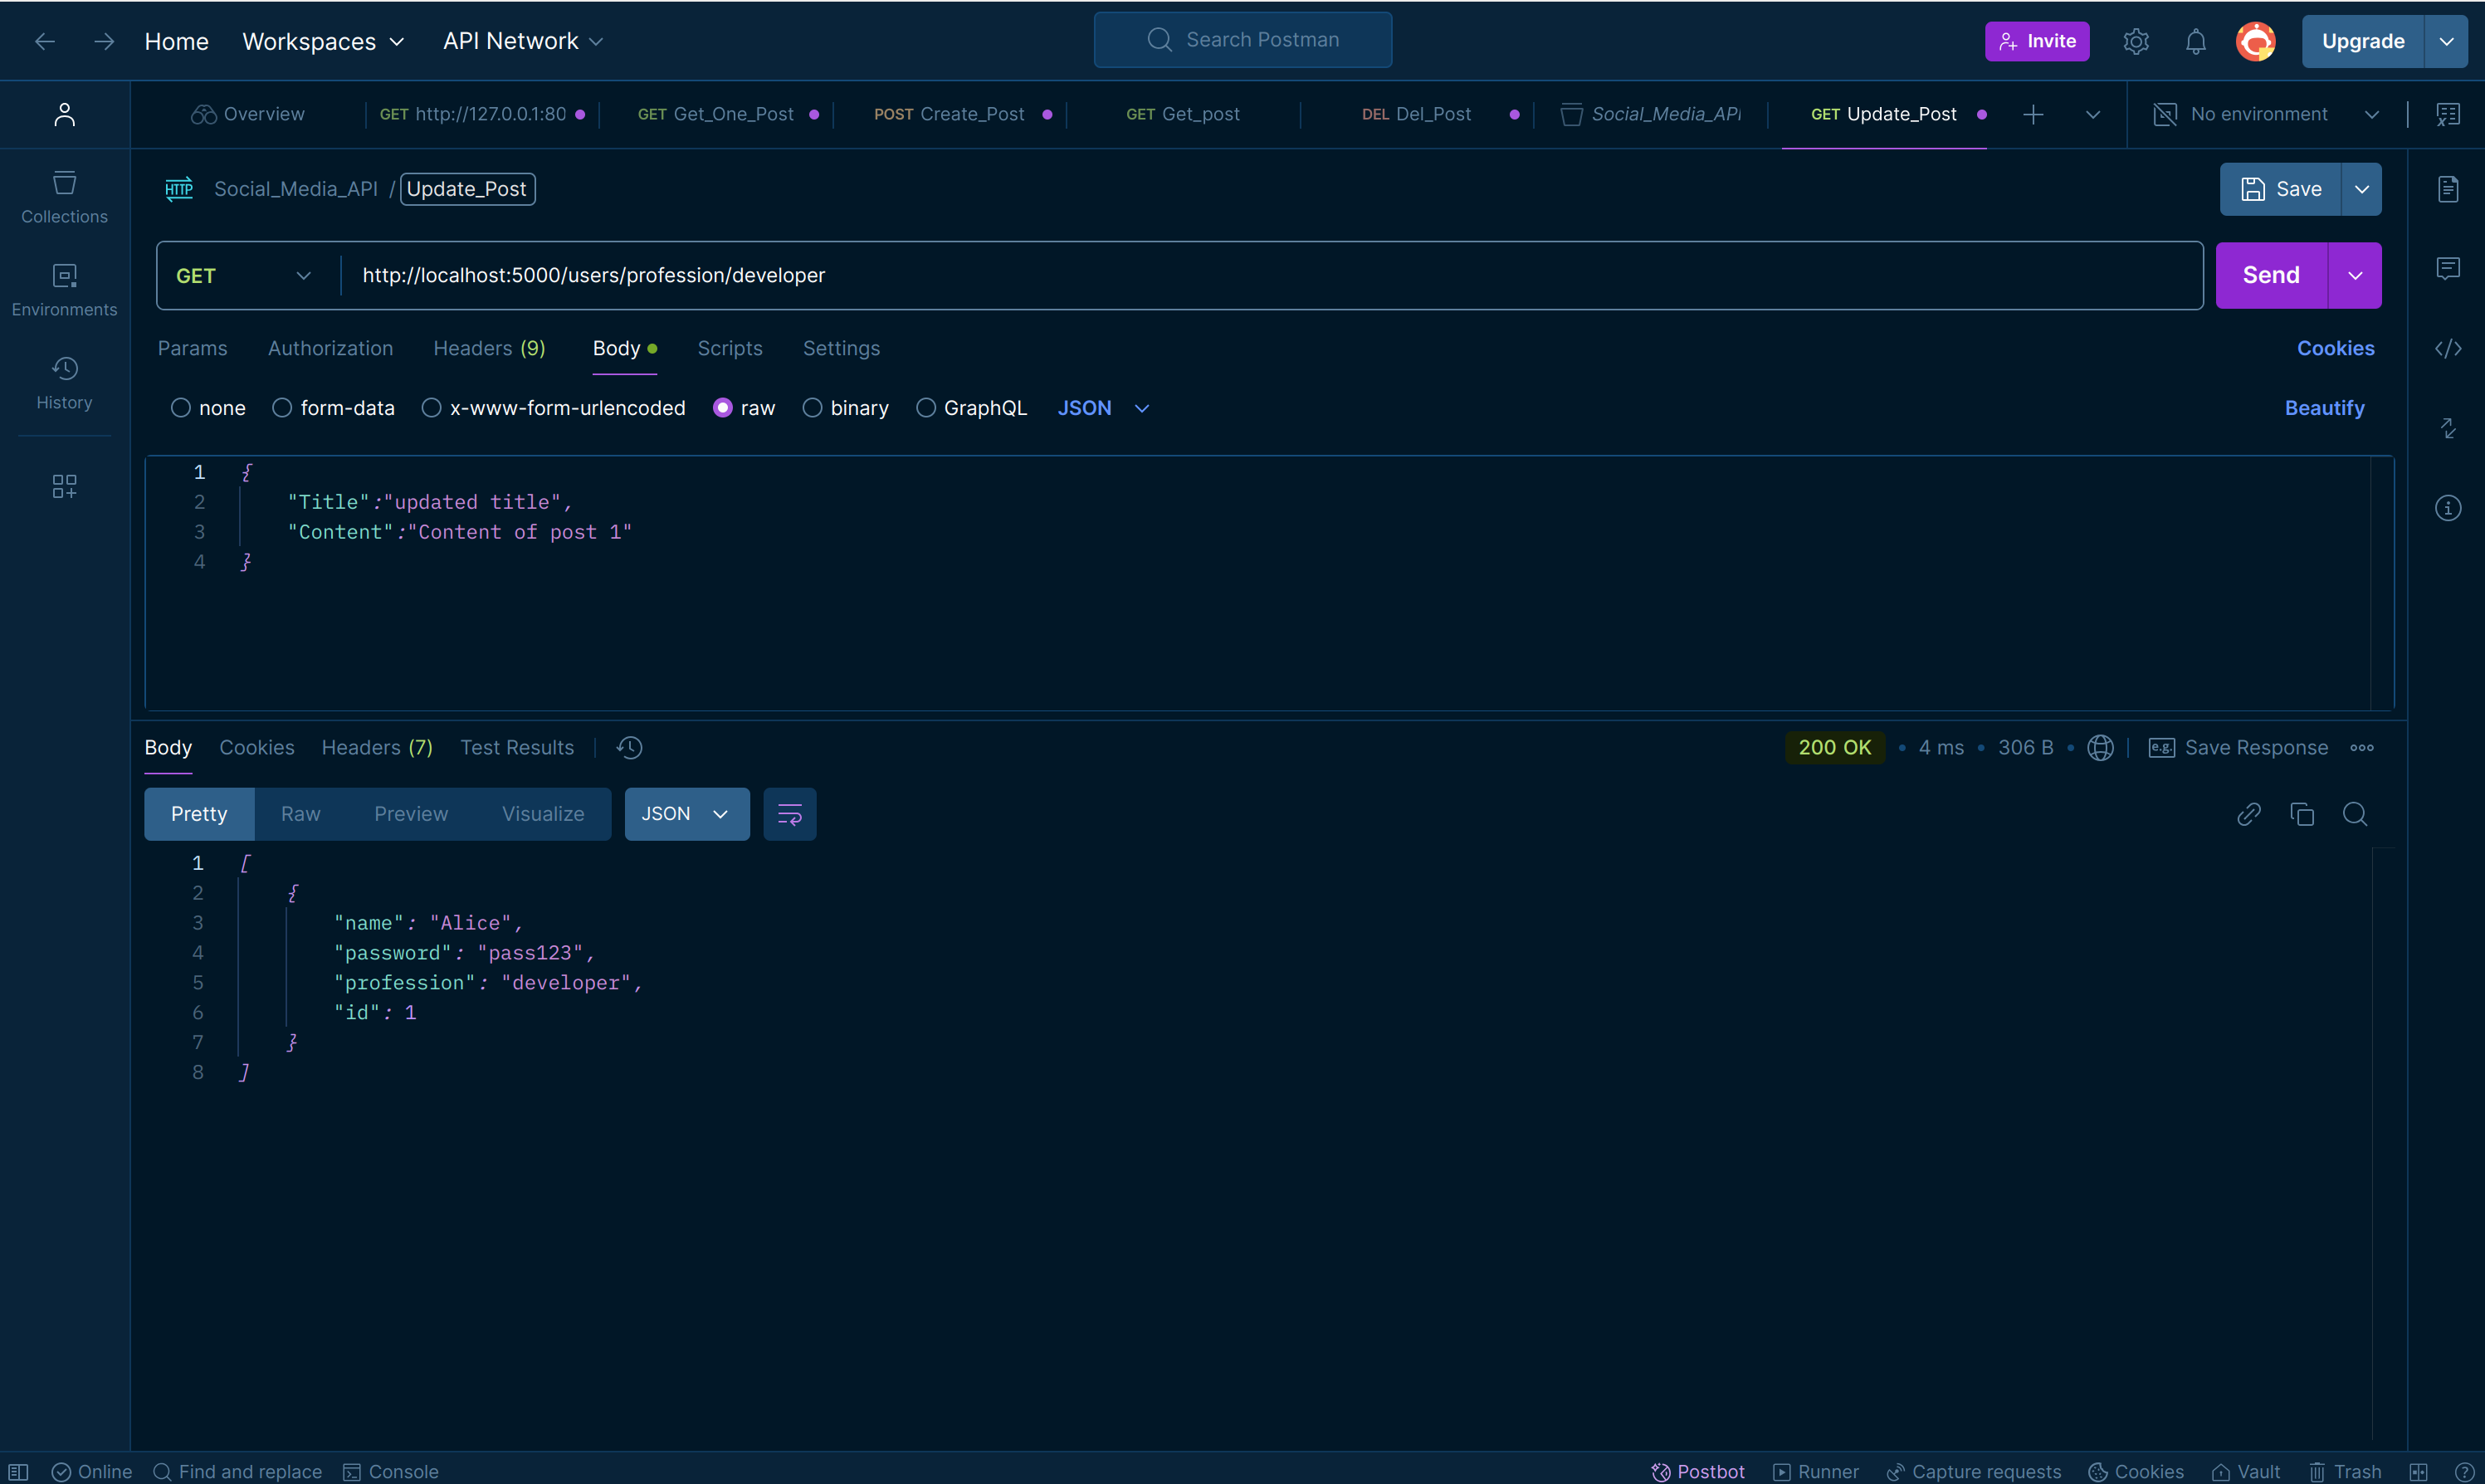 Home Workspaces API Network Search Postman Invite Upgrade
Overview GET http://127.0.0.1:80 GET Get_One_Post POST Create_Post GET Get_post DEL Del_Post Social_Media_API GET Update_Post No environment
HTTP Social_Media_API / Update_Post Save
Collections
Environments
History
GET http://localhost:5000/users/profession/developer Send
Params Authorization Headers (9) Body Scripts Settings Cookies
none form-data x-www-form-urlencoded raw binary GraphQL JSON Beautify
1 {
2 "Title":"updated title",
3 "Content":"Content of post 1"
4 }
Body Cookies Headers (7) Test Results 200 OK • 4 ms • 306 B • e.g. Save Response
Pretty Raw Preview Visualize JSON
1 [
2 {
3 "name": "Alice",
4 "password": "pass123",
5 "profession": "developer",
6 "id": 1
7 }
8 ]
Online Find and replace Console Postbot Runner Capture requests Cookies Vault Trash